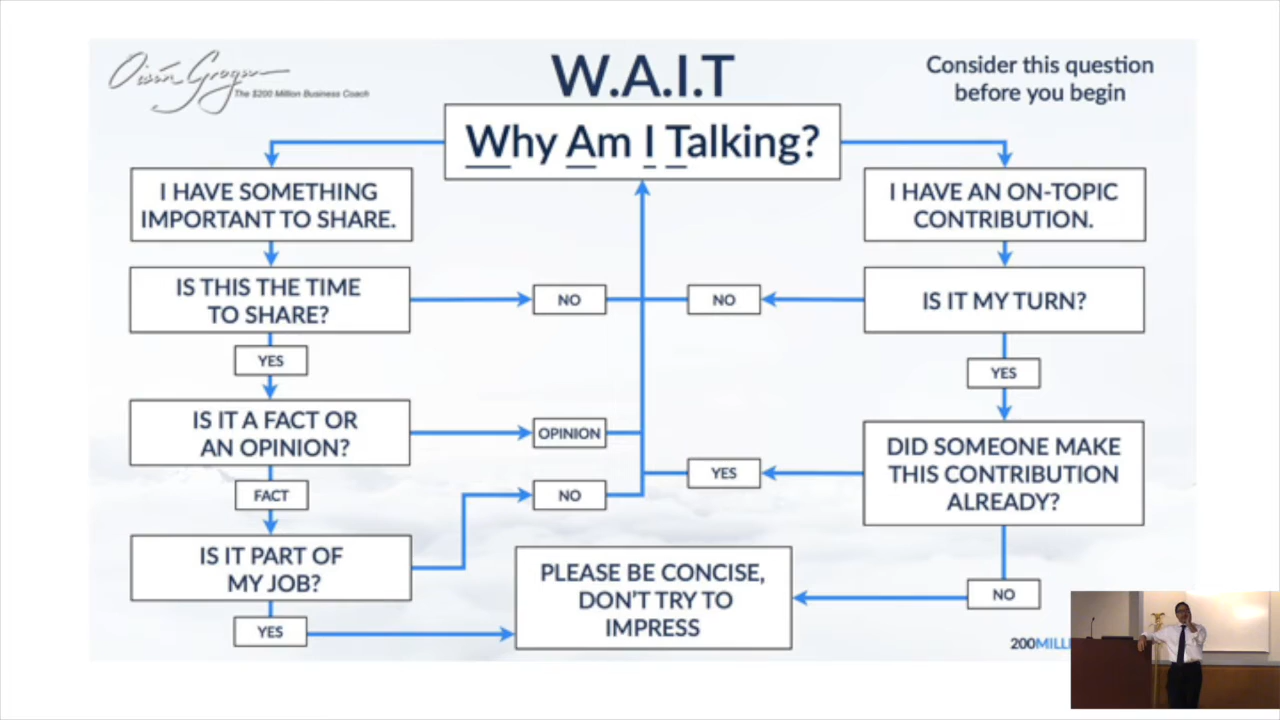 The $200 Million Business Coach
W.A.I.T
Consider this question
before you begin
Why Am I Talking?
I HAVE SOMETHING
IMPORTANT TO SHARE.
I HAVE AN ON-TOPIC
CONTRIBUTION.
IS THIS THE TIME
TO SHARE?
NO
NO
IS IT MY TURN?
YES
YES
IS IT A FACT OR
AN OPINION?
OPINION
DID SOMEONE MAKE
THIS CONTRIBUTION
ALREADY?
YES
FACT
NO
IS IT PART OF
MY JOB?
PLEASE BE CONCISE,
DON'T TRY TO
IMPRESS
NO
YES